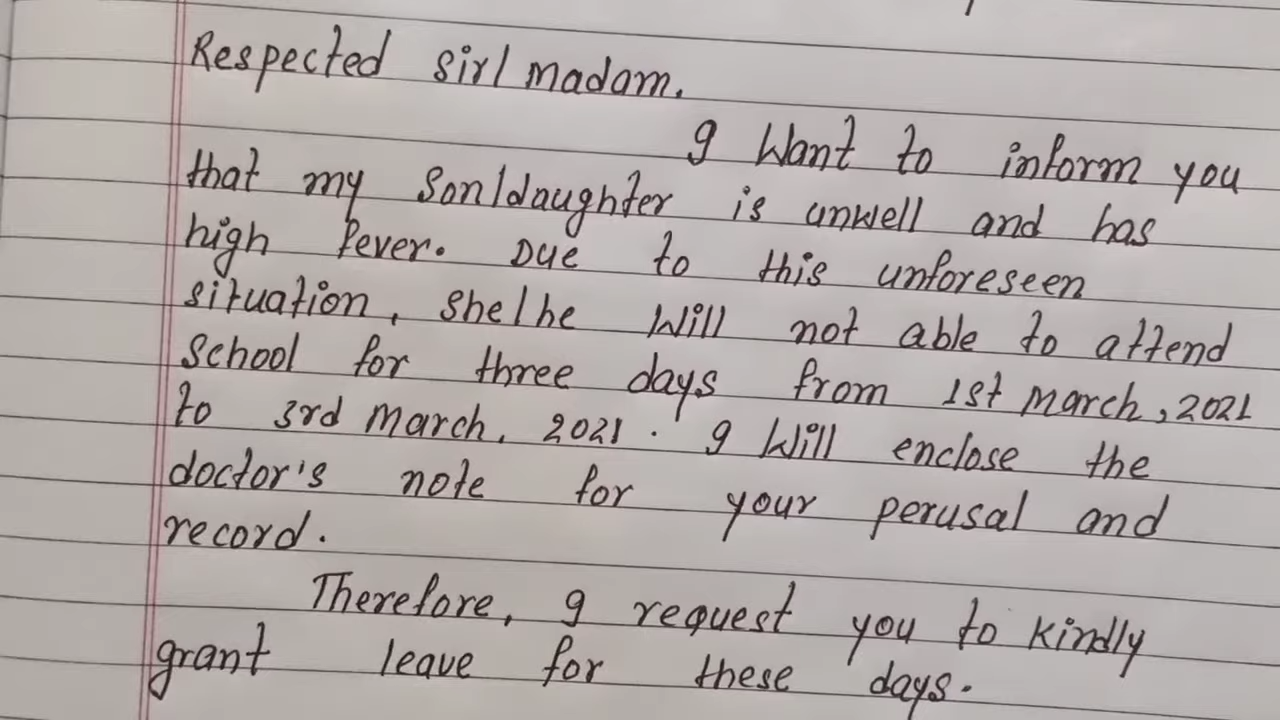 Respected sir/madam,
I want to inform you
that my son/daughter is unwell and has
high fever. Due to this unforeseen
situation, she/he will not able to attend
school for three days from 1st march, 2021
to 3rd march, 2021. I will enclose the
doctor's note for your perusal and
record.
Therefore, I request you to kindly
grant leave for these days.